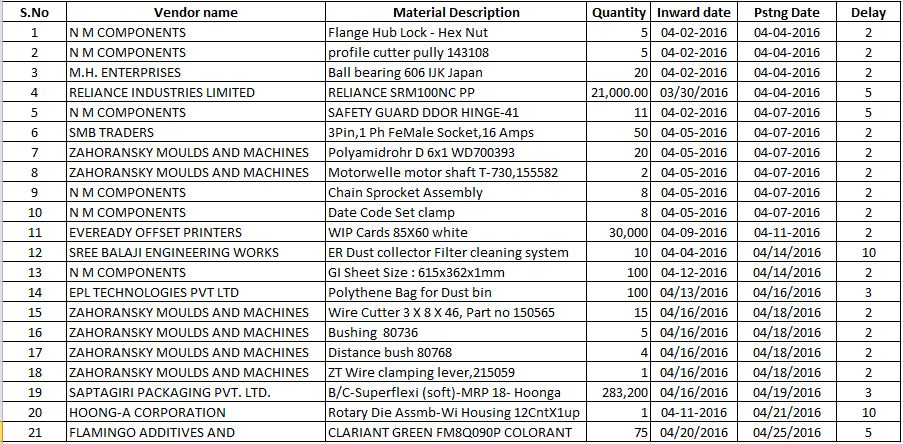 S.No Vendor name Material Description Quantity Inward date Pstng Date Delay
1 N M COMPONENTS Flange Hub Lock - Hex Nut 5 04-02-2016 04-04-2016 2
2 N M COMPONENTS profile cutter pully 143108 5 04-02-2016 04-04-2016 2
3 M.H. ENTERPRISES Ball bearing 606 IJK Japan 20 04-02-2016 04-04-2016 2
4 RELIANCE INDUSTRIES LIMITED RELIANCE SRM100NC PP 21,000.00 03/30/2016 04-04-2016 5
5 N M COMPONENTS SAFETY GUARD DDOR HINGE-41 11 04-02-2016 04-07-2016 5
6 SMB TRADERS 3Pin,1 Ph FeMale Socket,16 Amps 50 04-05-2016 04-07-2016 2
7 ZAHORANSKY MOULDS AND MACHINES Polyamidrohr D 6x1 WD700393 20 04-05-2016 04-07-2016 2
8 ZAHORANSKY MOULDS AND MACHINES Motorwelle motor shaft T-730,155582 2 04-05-2016 04-07-2016 2
9 N M COMPONENTS Chain Sprocket Assembly 8 04-05-2016 04-07-2016 2
10 N M COMPONENTS Date Code Set clamp 8 04-05-2016 04-07-2016 2
11 EVEREADY OFFSET PRINTERS WIP Cards 85X60 white 30,000 04-09-2016 04-11-2016 2
12 SREE BALAJI ENGINEERING WORKS ER Dust collector Filter cleaning system 10 04-04-2016 04/14/2016 10
13 N M COMPONENTS GI Sheet Size : 615x362x1mm 100 04-12-2016 04/14/2016 2
14 EPL TECHNOLOGIES PVT LTD Polythene Bag for Dust bin 100 04/13/2016 04/16/2016 3
15 ZAHORANSKY MOULDS AND MACHINES Wire Cutter 3 X 8 X 46, Part no 150565 15 04/16/2016 04/18/2016 2
16 ZAHORANSKY MOULDS AND MACHINES Bushing 80736 5 04/16/2016 04/18/2016 2
17 ZAHORANSKY MOULDS AND MACHINES Distance bush 80768 4 04/16/2016 04/18/2016 2
18 ZAHORANSKY MOULDS AND MACHINES ZT Wire clamping lever,215059 1 04/16/2016 04/18/2016 2
19 SAPTAGIRI PACKAGING PVT. LTD. B/C-Superflexi (soft)-MRP 18- Hoonga 283,200 04/16/2016 04/19/2016 3
20 HOONG-A CORPORATION Rotary Die Assmb-Wi Housing 12CntX1up 1 04-11-2016 04/21/2016 10
21 FLAMINGO ADDITIVES AND CLARIANT GREEN FM8Q090P COLORANT 75 04/20/2016 04/25/2016 5